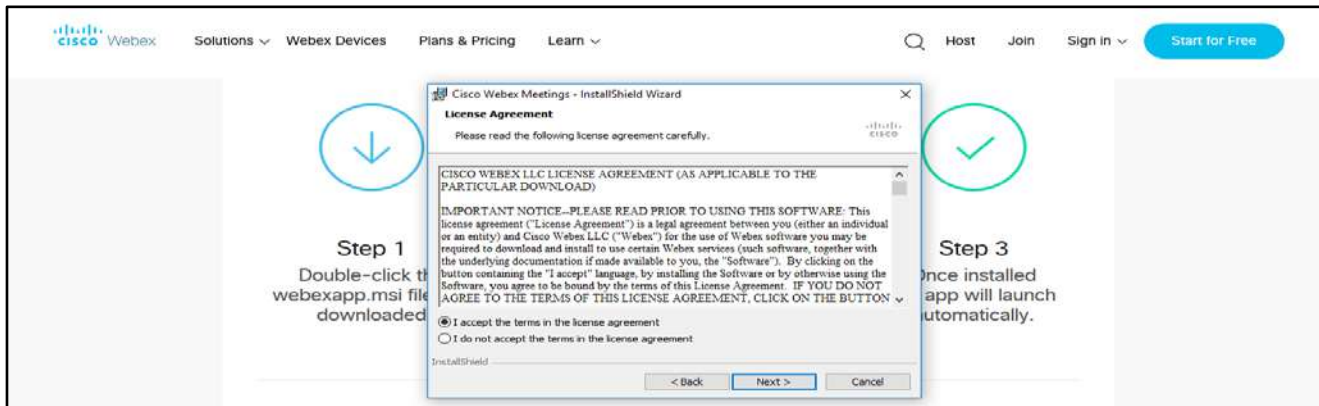 CISCO Webex Solutions Webex Devices Plans & Pricing Learn Host Join Sign in Start for Free
Cisco Webex Meetings - InstallShield Wizard
License Agreement
Please read the following license agreement carefully.
CISCO
CISCO WEBEX LLC LICENSE AGREEMENT (AS APPLICABLE TO THE
PARTICULAR DOWNLOAD)
IMPORTANT NOTICE--PLEASE READ PRIOR TO USING THIS SOFTWARE: This
license agreement ("License Agreement") is a legal agreement between you (either an individual
or an entity) and Cisco Webex LLC ("Webex") for the use of Webex software you may be
required to download and install to use certain Webex services (such software, together with
the underlying documentation if made available to you, the "Software"). By clicking on the
button containing the "I accept" language, by installing the Software or by otherwise using the
Software, you agree to be bound by the terms of this License Agreement. IF YOU DO NOT
AGREE TO THE TERMS OF THIS LICENSE AGREEMENT, CLICK ON THE BUTTON
I accept the terms in the license agreement
I do not accept the terms in the license agreement
InstallShield
< Back Next > Cancel
Step 1
Double-click
webexapp.msi
downloaded
Step 3
installed
app will launch